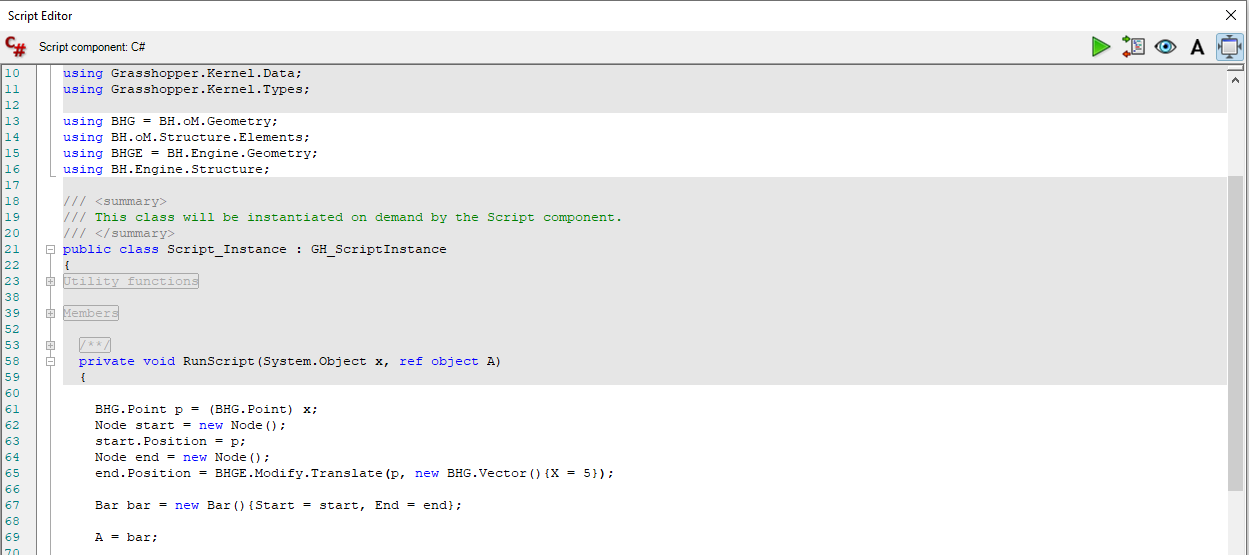 Script Editor
C# Script component: C#
A
10 using Grasshopper.Kernel.Data;
11 using Grasshopper.Kernel.Types;
12
13 using BHG = BH.oM.Geometry;
14 using BH.oM.Structure.Elements;
15 using BHGE = BH.Engine.Geometry;
16 using BH.Engine.Structure;
17
18 /// <summary>
19 /// This class will be instantiated on demand by the Script component.
20 /// </summary>
21 public class Script_Instance : GH_ScriptInstance
22 {
23 Utility functions
38
39 Members
52
53 /**/
58 private void RunScript(System.Object x, ref object A)
59 {
60
61 BHG.Point p = (BHG.Point) x;
62 Node start = new Node();
63 start.Position = p;
64 Node end = new Node();
65 end.Position = BHGE.Modify.Translate(p, new BHG.Vector(){X = 5});
66
67 Bar bar = new Bar(){Start = start, End = end};
68
69 A = bar;
70